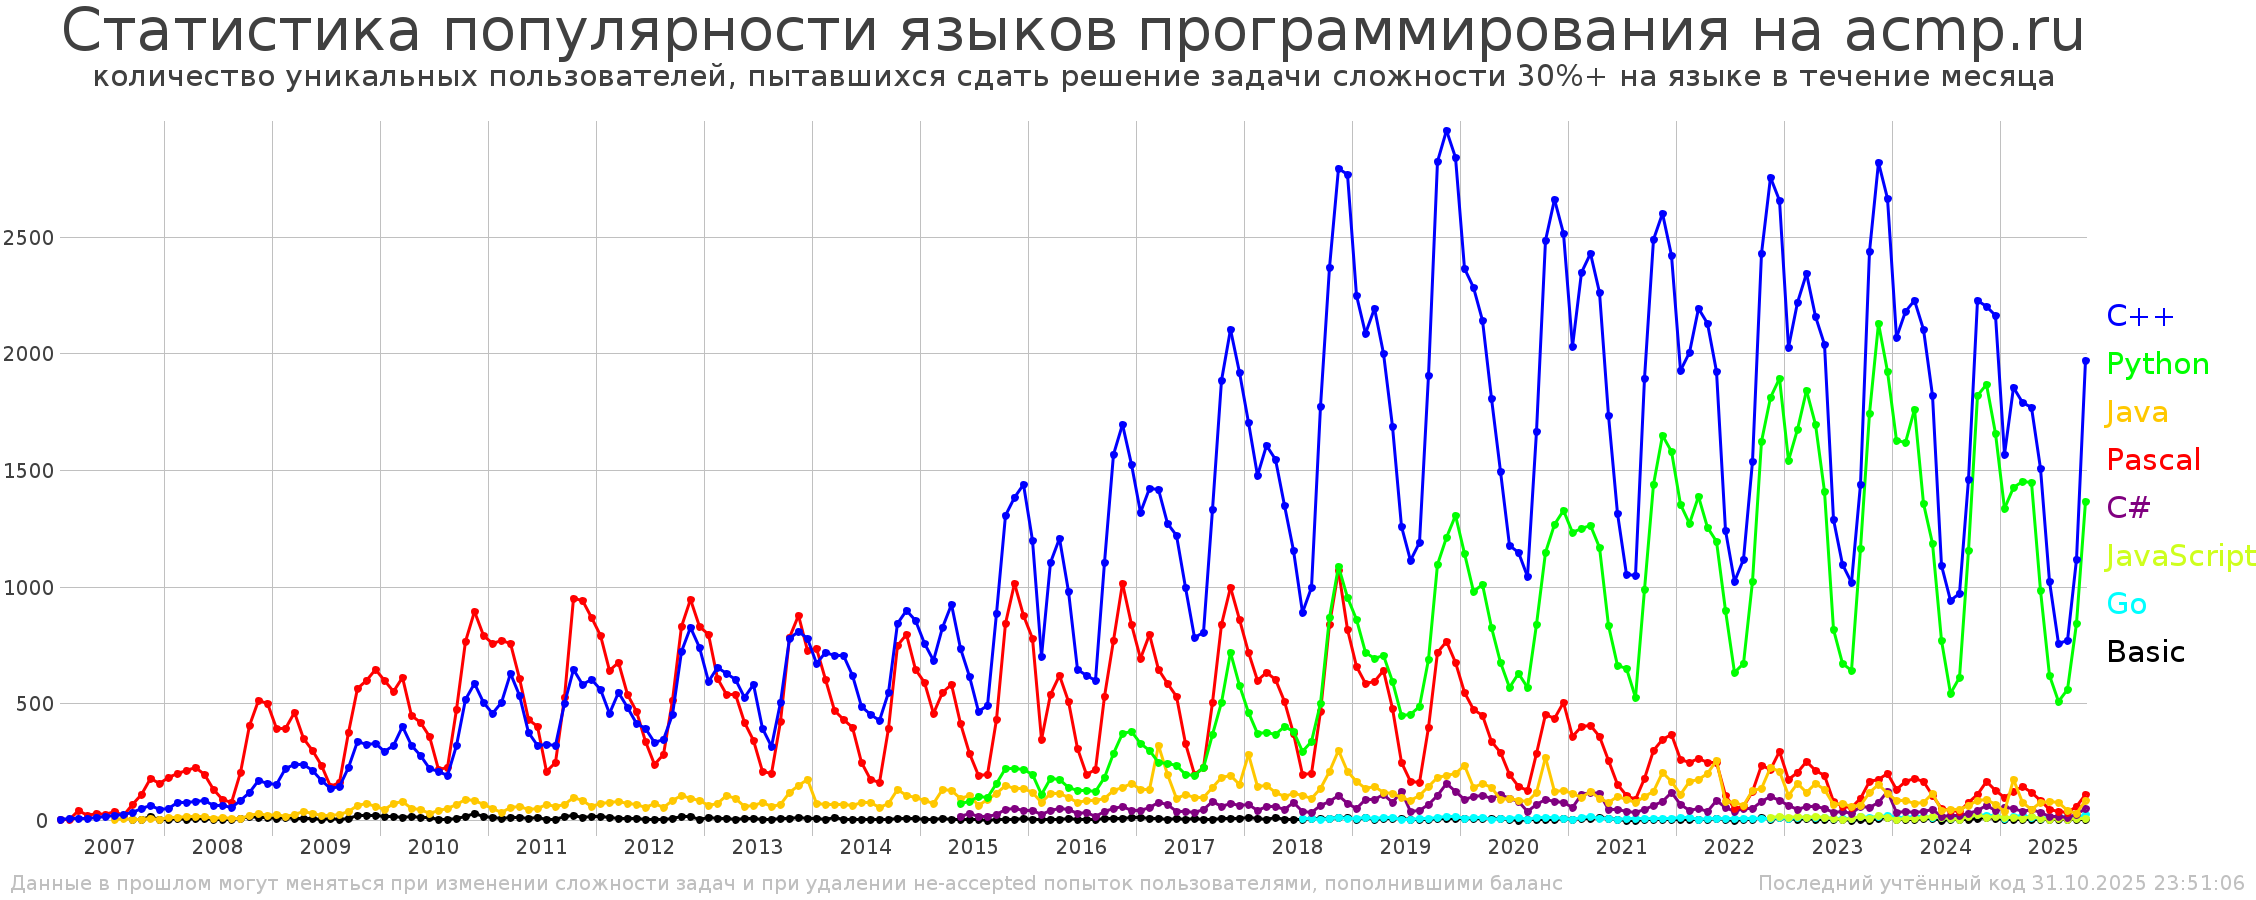 Статистика популярности языков программирования на acmp.ru
количество уникальных пользователей, пытавшихся сдать решение задачи сложности 30%+ на языке в течение месяца
2500
2000
1500
1000
500
0
C++
Python
Java
Pascal
C#
JavaScript
Go
Basic
2007 2008 2009 2010 2011 2012 2013 2014 2015 2016 2017 2018 2019 2020 2021 2022 2023 2024 2025
Данные в прошлом могут меняться при изменении сложности задач и при удалении не-accepted попыток пользователями, пополнившими баланс
Последний учтённый код 31.10.2025 23:51:06